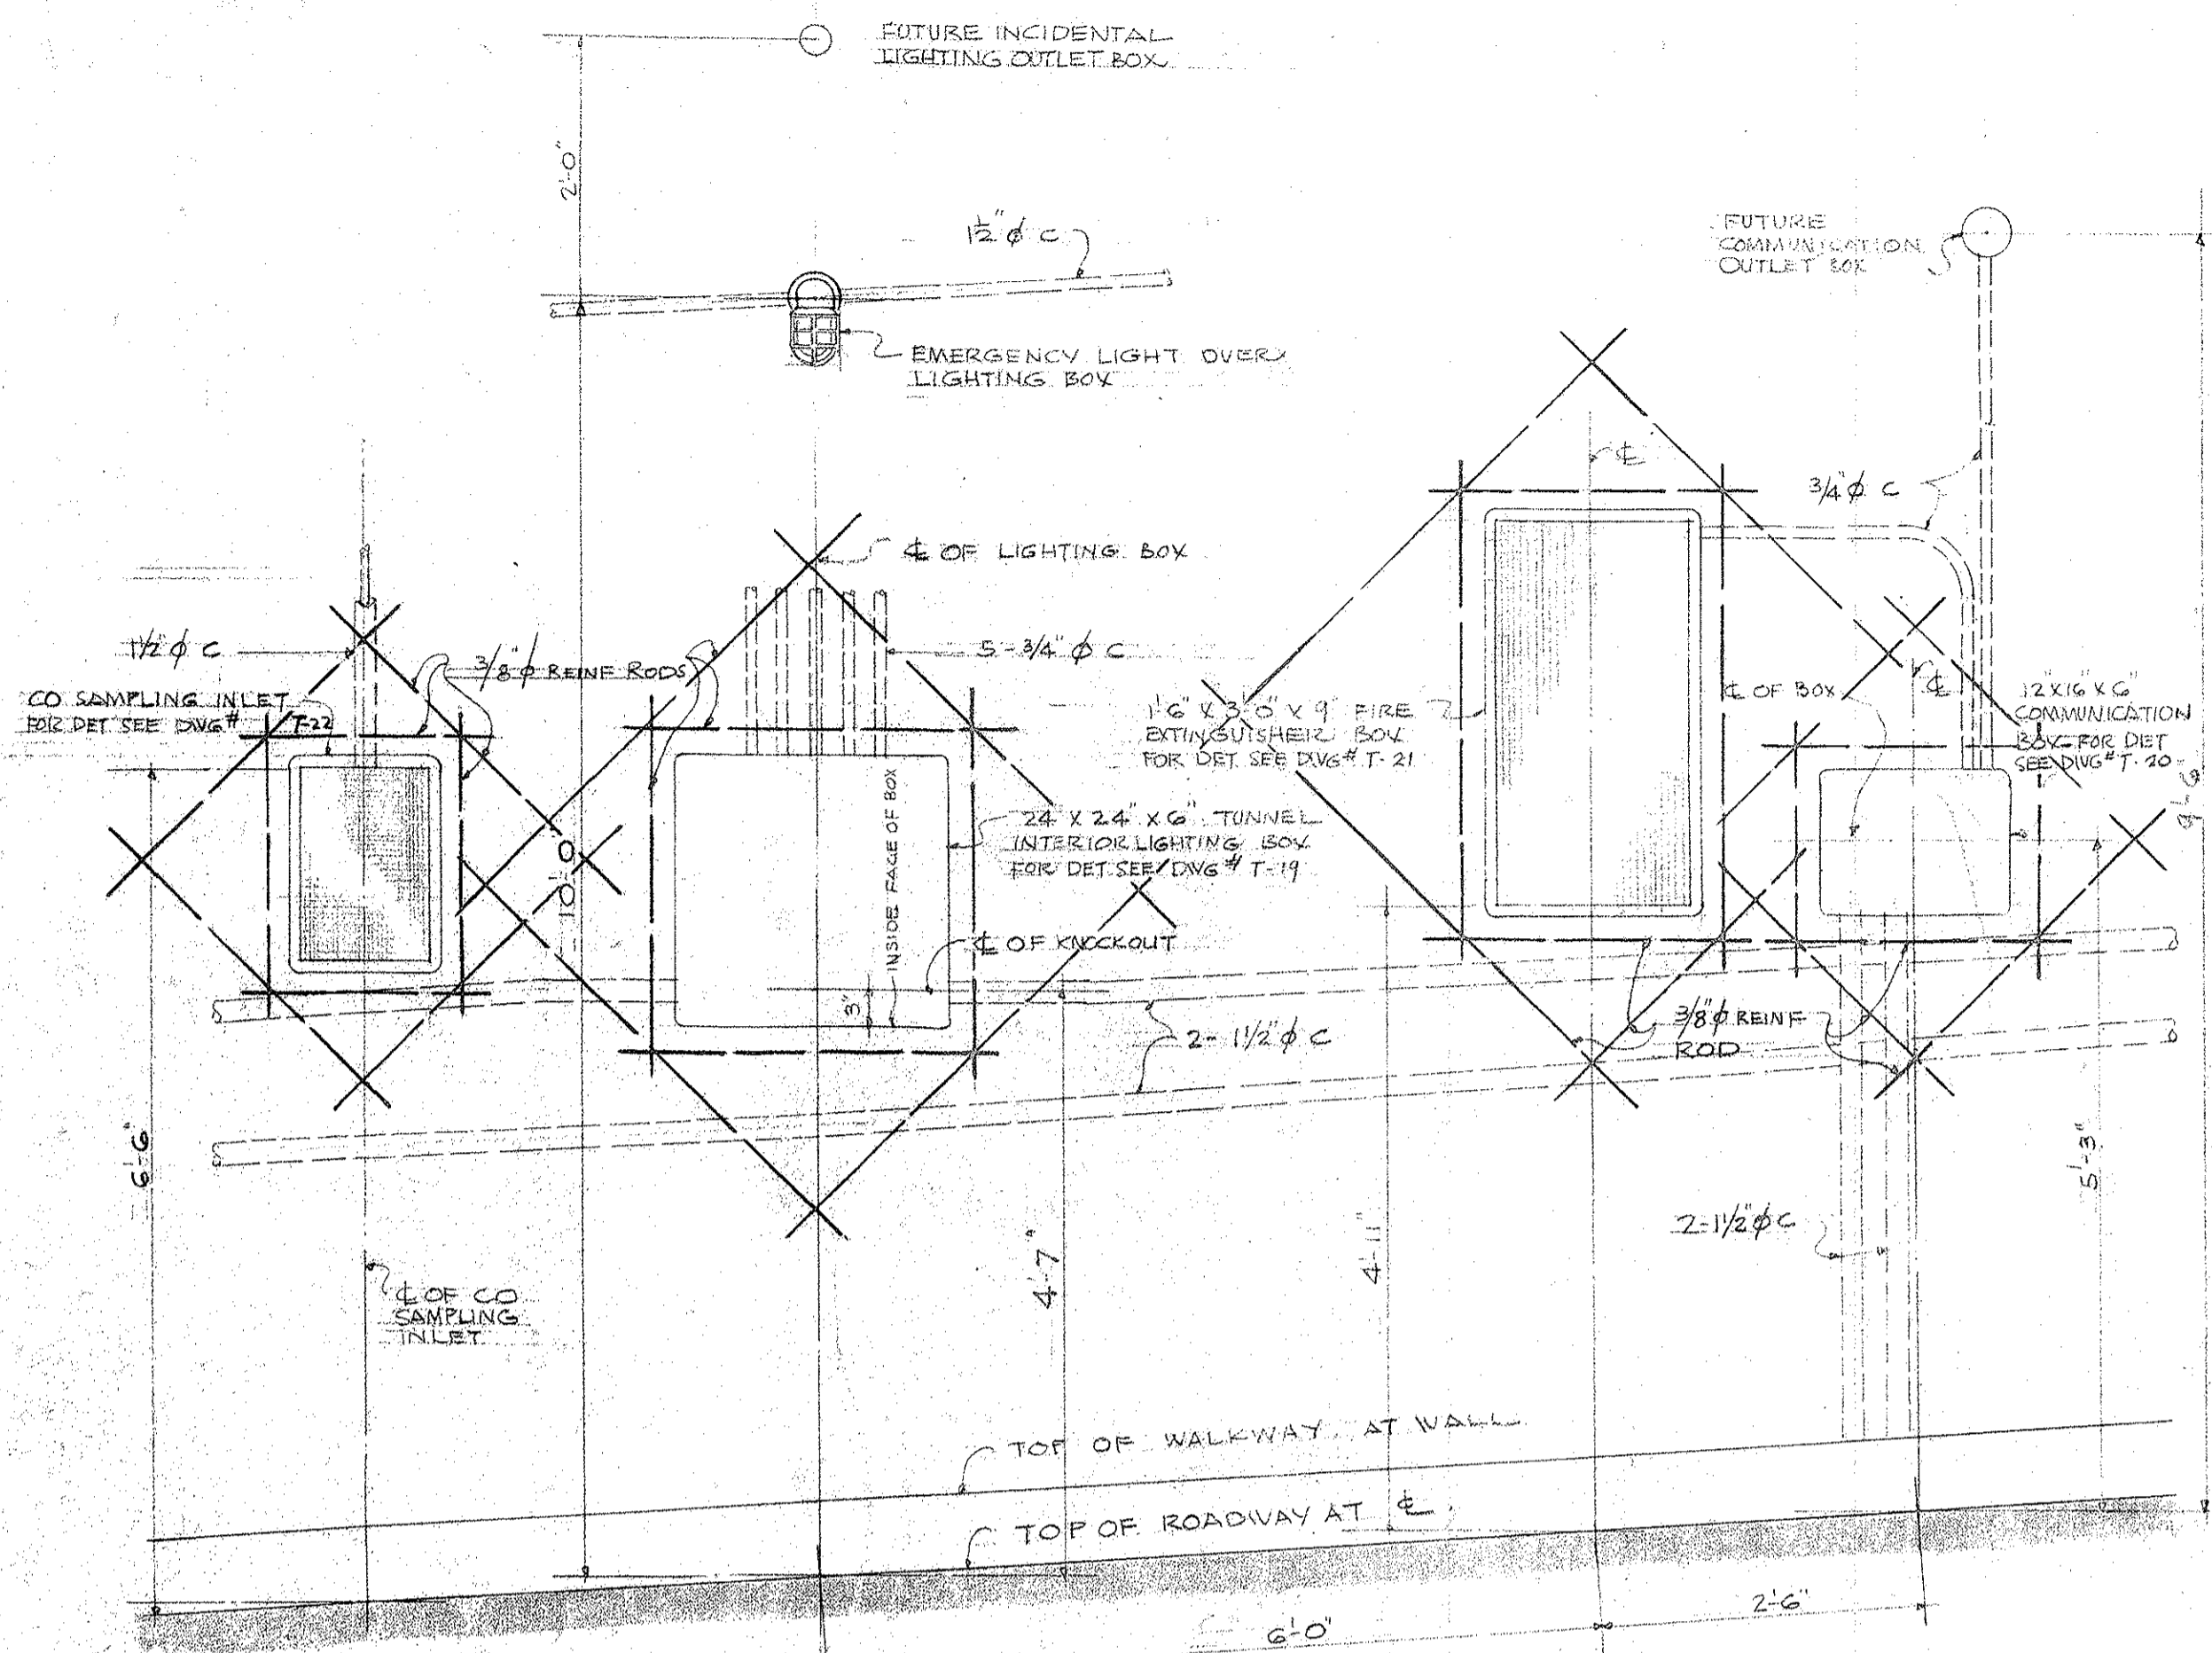 FUTURE INCIDENTAL
LIGHTING OUTLET BOX
2'-0"
1½" ϕ C
EMERGENCY LIGHT OVER
LIGHTING BOX
FUTURE
COMMUNICATION
OUTLET BOX
℄
3/4" ϕ C
℄ OF LIGHTING BOX
1½" ϕ C
3/8" ϕ REINF RODS
5-3/4" ϕ C
CO SAMPLING INLET
FOR DET SEE DWG # T-22
1'6" X 3'0" X 9" FIRE
EXTINGUISHER BOX
FOR DET SEE DWG # T-21
℄ OF BOX
℄
12"X16"X6"
COMMUNICATION
BOX-FOR DET
SEE DWG # T-20
9'-6"
INSIDE FACE OF BOX
24" X 24" X 6" TUNNEL
INTERIOR LIGHTING BOX
FOR DET SEE DWG # T-19
10'-0"
℄ OF KNOCKOUT
3"
2-1½" ϕ C
3/8" ϕ REINF
ROD
6'-6"
4'-7"
4'-11"
5'-3"
2-1½" ϕ C
℄ OF CO
SAMPLING
INLET
TOP OF WALKWAY AT WALL
TOP OF ROADWAY AT ℄
6'-0"
2'-6"